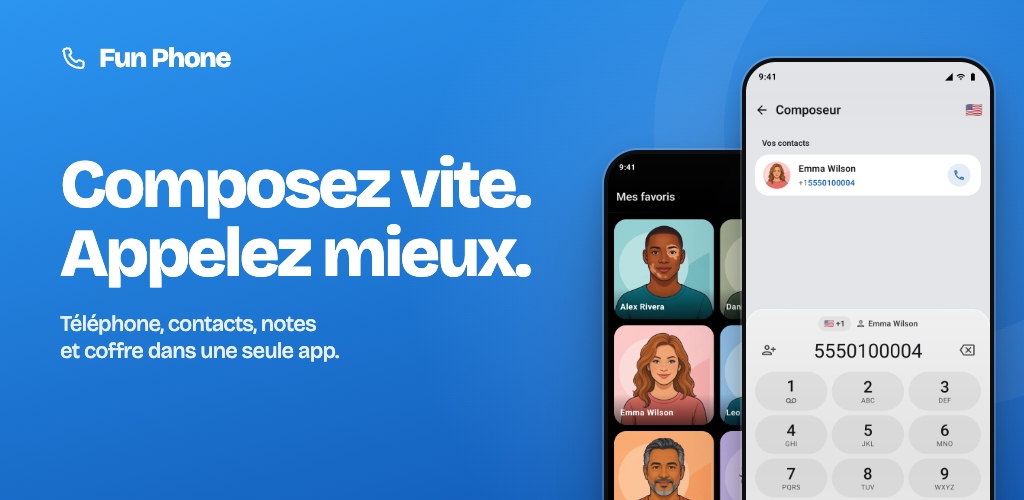 Fun Phone
Composez vite.
Appelez mieux.
Téléphone, contacts, notes
et coffre dans une seule app.
9:41
Mes favoris
Alex Rivera
Dan
Emma Wilson
Leo
9:41
Composeur
Vos contacts
Emma Wilson
+15550100004
+1 Emma Wilson
5550100004
1 2 3
ABC DEF
4 5 6
GHI JKL MNO
7 8 9
PQRS TUV WXYZ